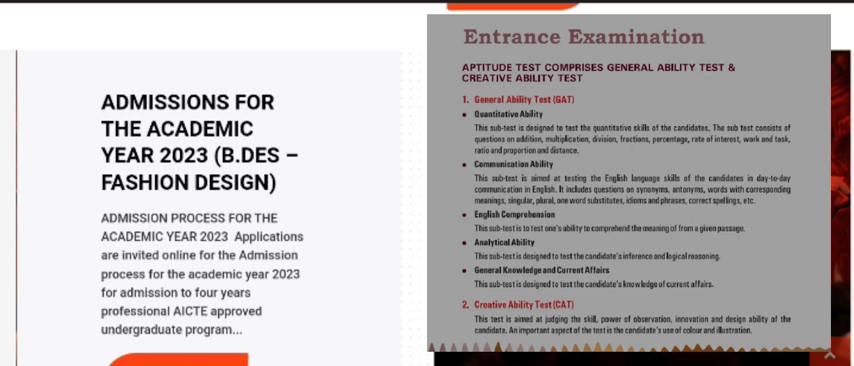 ADMISSIONS FOR
THE ACADEMIC
YEAR 2023 (B.DES –
FASHION DESIGN)
ADMISSION PROCESS FOR THE
ACADEMIC YEAR 2023  Applications
are invited online for the Admission
process for the academic year 2023
for admission to four years
professional AICTE approved
undergraduate program...
Entrance Examination
APTITUDE TEST COMPRISES GENERAL ABILITY TEST &
CREATIVE ABILITY TEST
1. General Ability Test (GAT)
• Quantitative Ability
This sub-test is designed to test the quantitative skills of the candidates. The sub test consists of
questions on addition, multiplication, division, fractions, percentage, rate of interest, work and task,
ratio and proportion and distance.
• Communication Ability
This sub-test is aimed at testing the English language skills of the candidates in day-to-day
communication in English. It includes questions on synonyms, antonyms, words with corresponding
meanings, singular, plural, one word substitutes, idioms and phrases, correct spellings, etc.
• English Comprehension
This sub-test is to test one's ability to comprehend the meaning of from a given passage.
• Analytical Ability
This sub-test is designed to test the candidate's inference and logical reasoning.
• General Knowledge and Current Affairs
This sub-test is designed to test the candidate's knowledge of current affairs.
2. Creative Ability Test (CAT)
This test is aimed at judging the skill, power of observation, innovation and design ability of the
candidate. An important aspect of the test is the candidate's use of colour and illustration.